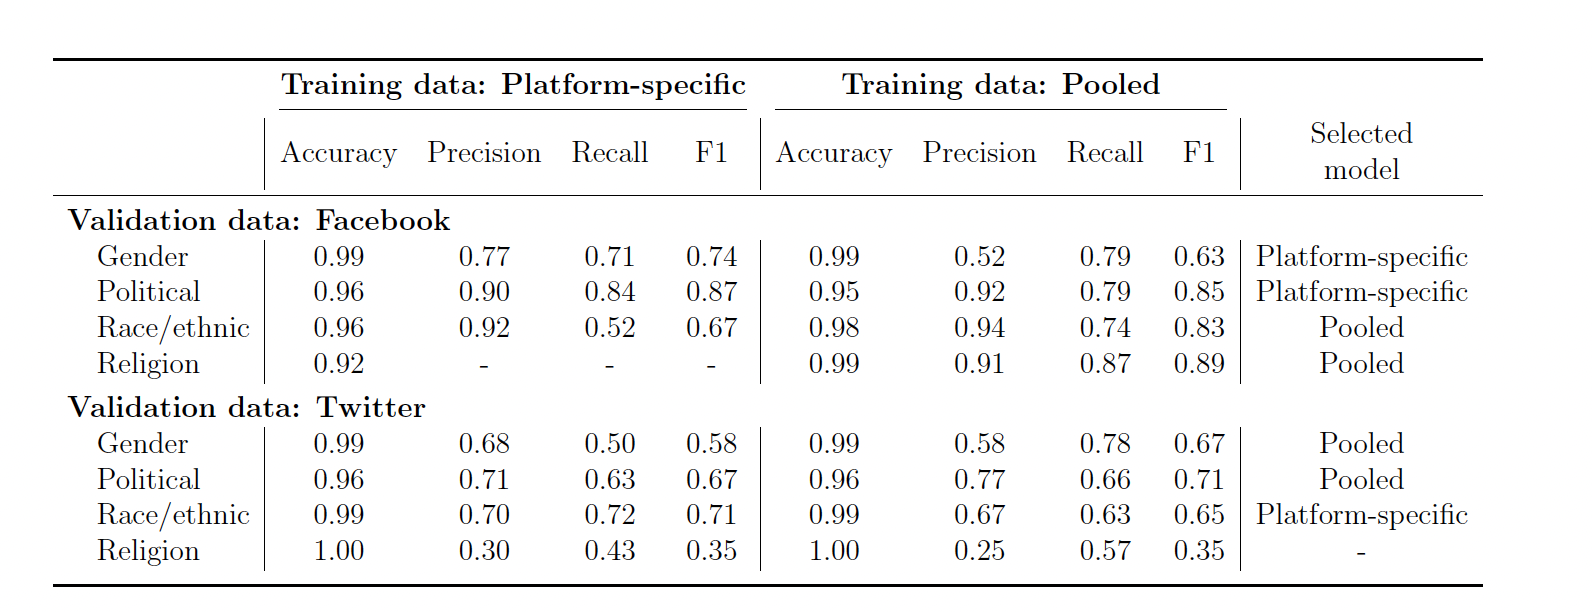 Training data: Platform-specific Training data: Pooled
Accuracy Precision Recall F1 Accuracy Precision Recall F1 Selected model
Validation data: Facebook
Gender 0.99 0.77 0.71 0.74 0.99 0.52 0.79 0.63 Platform-specific
Political 0.96 0.90 0.84 0.87 0.95 0.92 0.79 0.85 Platform-specific
Race/ethnic 0.96 0.92 0.52 0.67 0.98 0.94 0.74 0.83 Pooled
Religion 0.92 - - - 0.99 0.91 0.87 0.89 Pooled
Validation data: Twitter
Gender 0.99 0.68 0.50 0.58 0.99 0.58 0.78 0.67 Pooled
Political 0.96 0.71 0.63 0.67 0.96 0.77 0.66 0.71 Pooled
Race/ethnic 0.99 0.70 0.72 0.71 0.99 0.67 0.63 0.65 Platform-specific
Religion 1.00 0.30 0.43 0.35 1.00 0.25 0.57 0.35 -